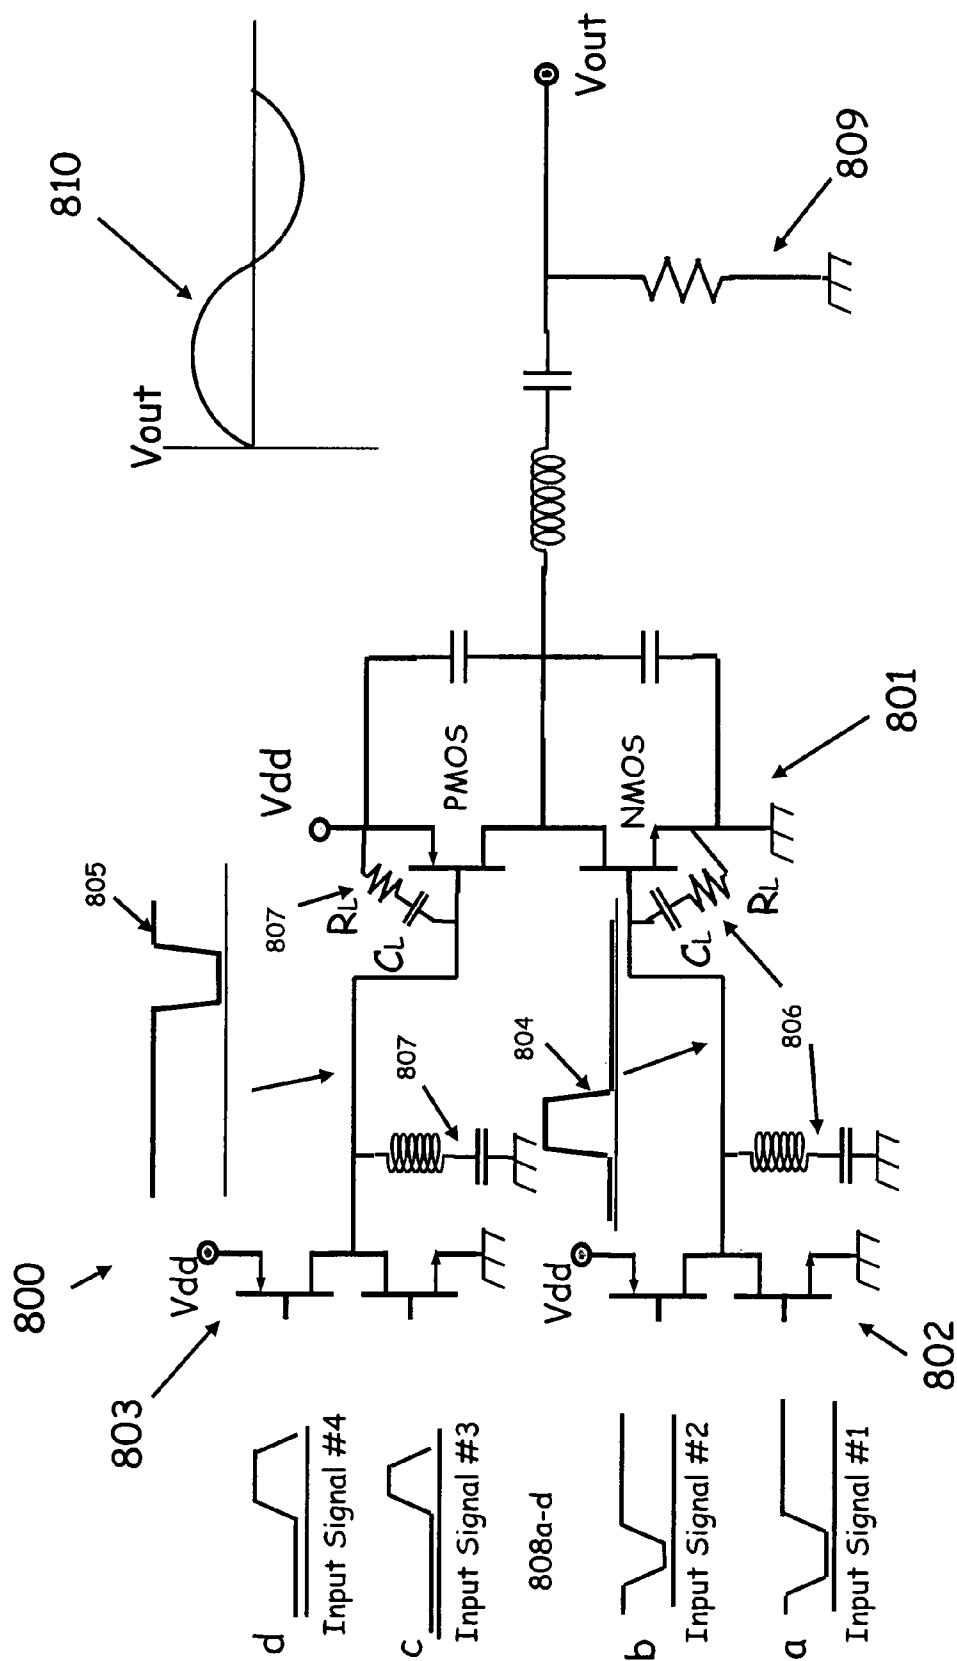 800
803
Vdd
805
807
RL
CL
Vdd
PMOS
Vout
810
d
Input Signal #4
c
Input Signal #3
808a-d
807
804
NMOS
Vout
b
Input Signal #2
a
Input Signal #1
Vdd
802
806
CL
RL
801
809